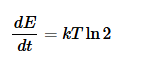 dE/dt = kT ln 2